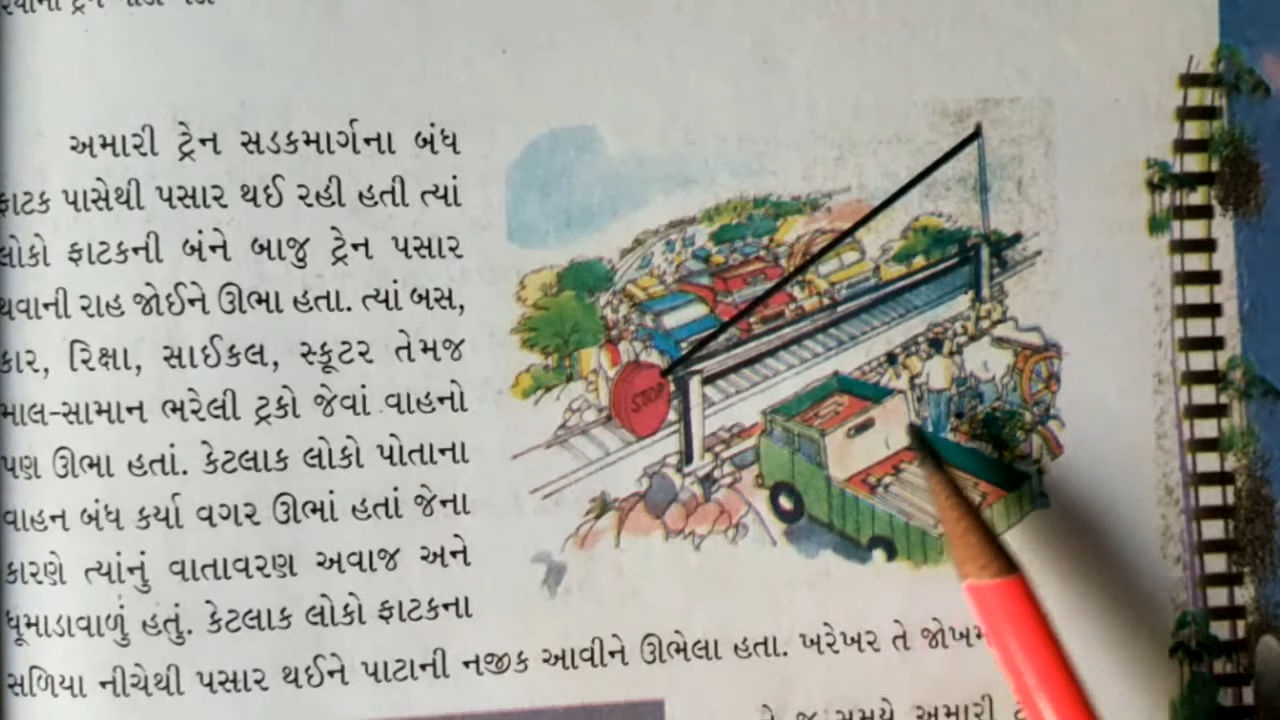 અમારી ટ્રેન સડકમાર્ગના બંધ
ફાટક પાસેથી પસાર થઈ રહી હતી ત્યાં
લોકો ફાટકની બંને બાજુ ટ્રેન પસાર
થવાની રાહ જોઈને ઊભા હતા. ત્યાં બસ,
કાર, રિક્ષા, સાઈકલ, સ્કૂટર તેમજ
માલ-સામાન ભરેલી ટ્રકો જેવાં વાહનો
પણ ઊભા હતાં. કેટલાક લોકો પોતાના
વાહન બંધ કર્યા વગર ઊભાં હતાં જેના
કારણે ત્યાંનું વાતાવરણ અવાજ અને
ધૂમાડાવાળું હતું. કેટલાક લોકો ફાટકના
સળિયા નીચેથી પસાર થઈને પાટાની નજીક આવીને ઊભેલા હતા. ખરેખર તે
જ સમયે અમારી
STOP